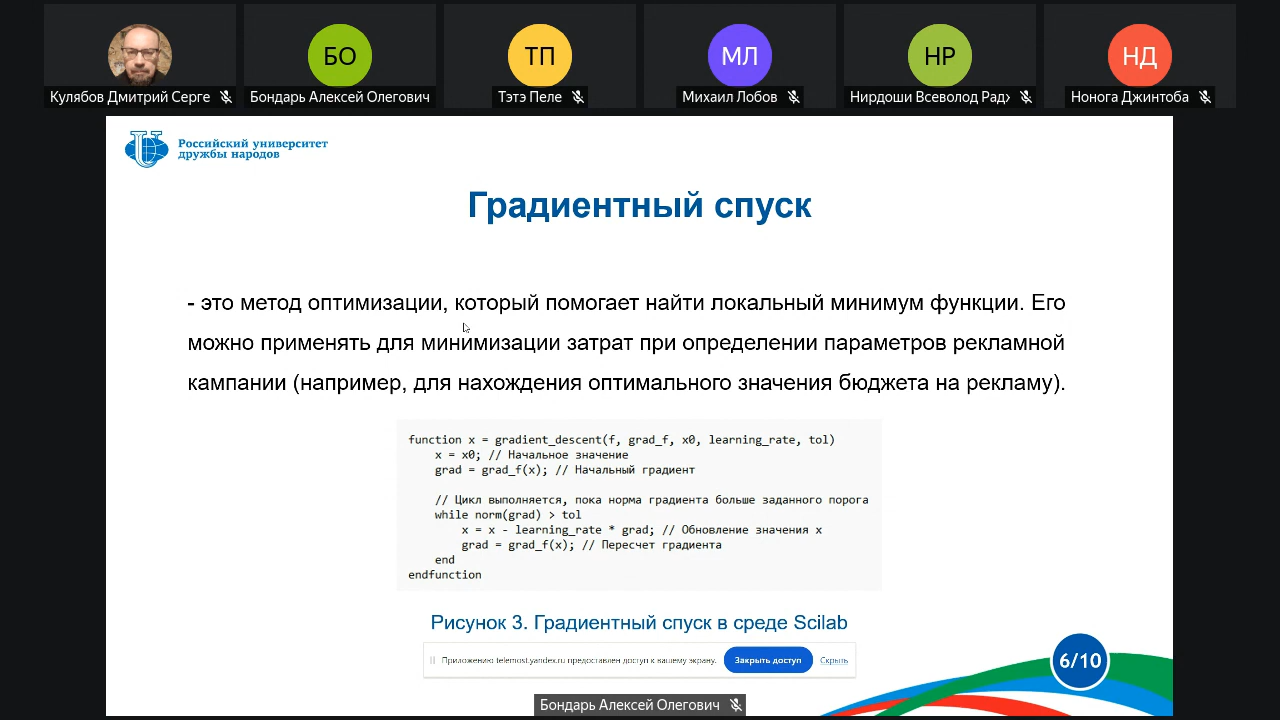 БО
ТП
МЛ
НР
НД
Кулябов Дмитрий Серге
Бондарь Алексей Олегович
Тэтэ Пеле
Михаил Лобов
Нирдоши Всеволод Радж
Нонога Джинтоба
Российский университет
дружбы народов
Градиентный спуск
- это метод оптимизации, который помогает найти локальный минимум функции. Его
можно применять для минимизации затрат при определении параметров рекламной
кампании (например, для нахождения оптимального значения бюджета на рекламу).
function x = gradient_descent(f, grad_f, x0, learning_rate, tol)
x = x0; // Начальное значение
grad = grad_f(x); // Начальный градиент
// Цикл выполняется, пока норма градиента больше заданного порога
while norm(grad) > tol
x = x - learning_rate * grad; // Обновление значения x
grad = grad_f(x); // Пересчет градиента
end
endfunction
Рисунок 3. Градиентный спуск в среде Scilab
Приложению telemost.yandex.ru предоставлен доступ к вашему экрану.
Закрыть доступ
Скрыть
6/10
Бондарь Алексей Олегович